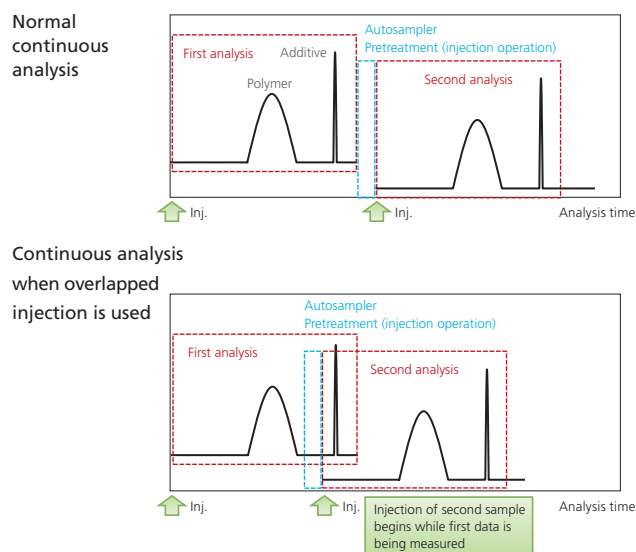 Normal
continuous
analysis
Autosampler
Pretreatment (injection operation)
First analysis
Additive
Second analysis
Polymer
Inj.
Inj.
Analysis time
Continuous analysis
when overlapped
injection is used
Autosampler
Pretreatment (injection operation)
First analysis
Second analysis
Inj.
Inj.
Analysis time
Injection of second sample
begins while first data is
being measured